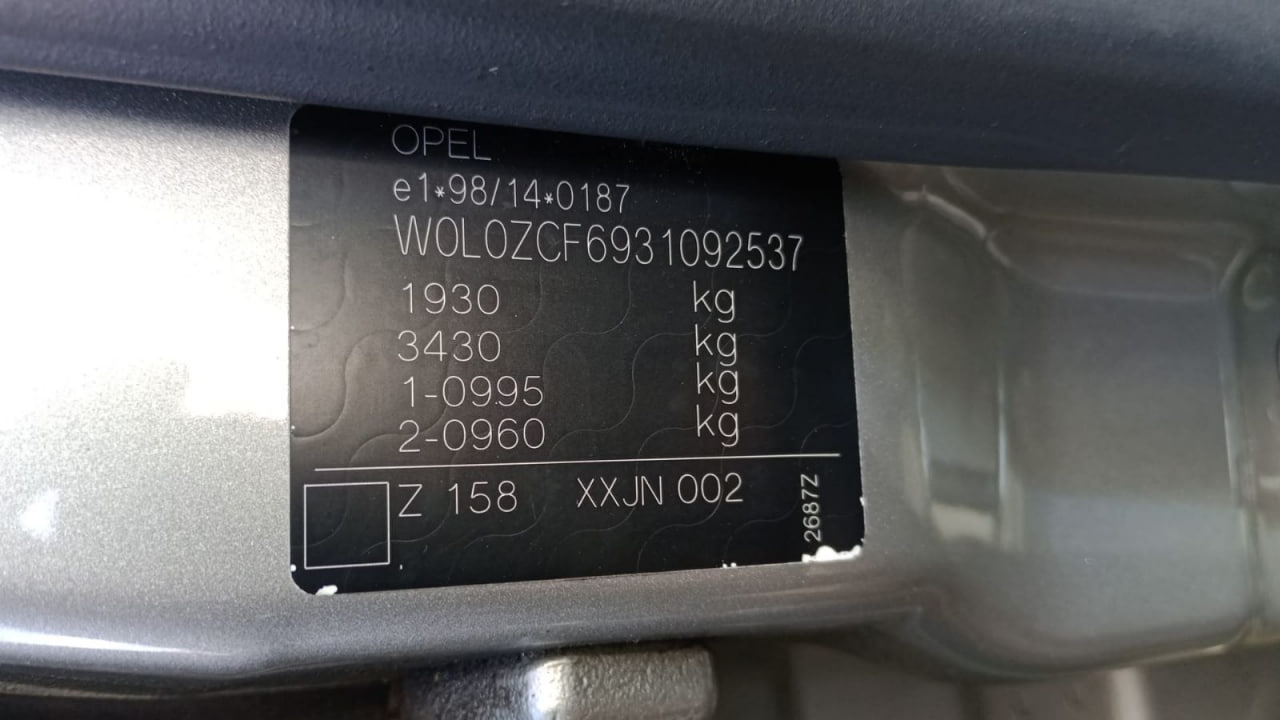 OPEL
e1*98/14*0187
W0L0ZCF6931092537
1930 kg
3430 kg
1-0995 kg
2-0960 kg
Z 158 XXJN 002
2687Z